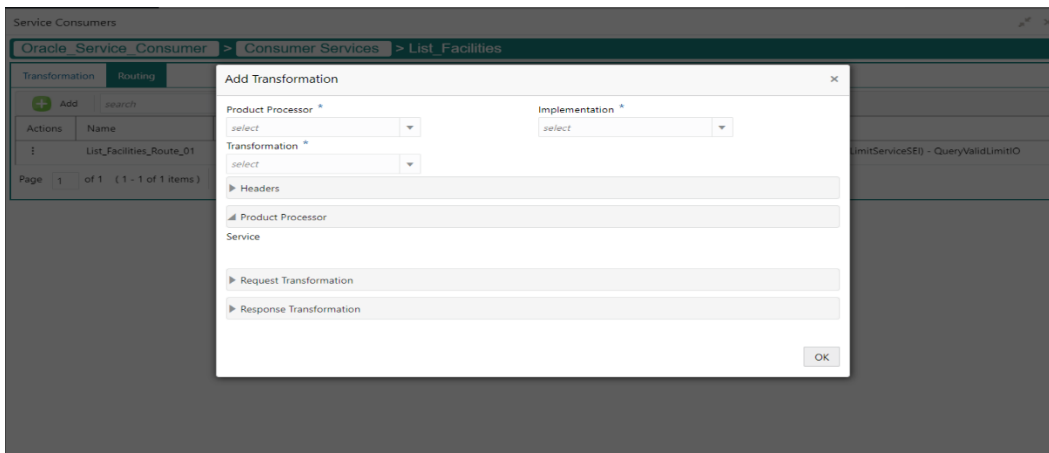 Service Consumers
Oracle_Service_Consumer > Consumer Services > List_Facilities
Transformation Routing
Add Transformation
Add search
Product Processor *
Implementation *
select
select
Actions Name
Transformation *
List_Facilities_Route_01
select
LimitServiceSEI) - QueryValidLimitIO
Page 1 of 1 (1 - 1 of 1 items)
Headers
Product Processor
Service
Request Transformation
Response Transformation
OK